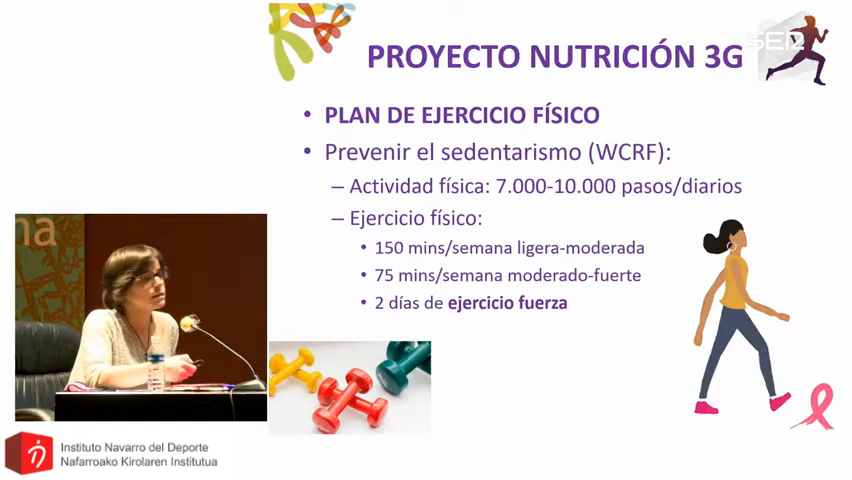 SER
PROYECTO NUTRICIÓN 3G
• PLAN DE EJERCICIO FÍSICO
• Prevenir el sedentarismo (WCRF):
– Actividad física: 7.000-10.000 pasos/diarios
– Ejercicio físico:
• 150 mins/semana ligera-moderada
• 75 mins/semana moderado-fuerte
• 2 días de ejercicio fuerza
na
Instituto Navarro del Deporte
Nafarroako Kirolaren Institutua